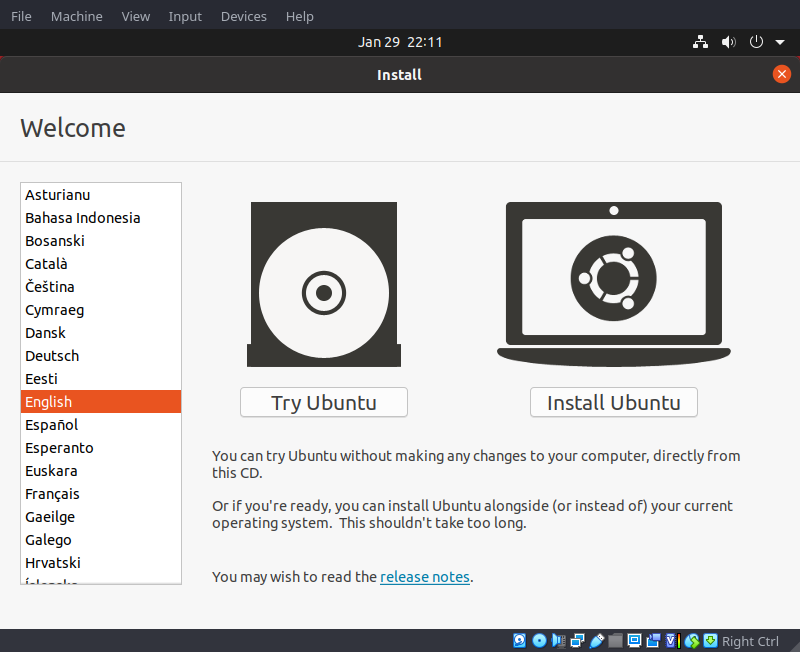 File Machine View Input Devices Help
Jan 29 22:11
Install
Welcome
Asturianu
Bahasa Indonesia
Bosanski
Català
Čeština
Cymraeg
Dansk
Deutsch
Eesti
English
Español
Esperanto
Euskara
Français
Gaeilge
Galego
Hrvatski
Try Ubuntu
Install Ubuntu
You can try Ubuntu without making any changes to your computer, directly from
this CD.
Or if you're ready, you can install Ubuntu alongside (or instead of) your current
operating system.  This shouldn't take too long.
You may wish to read the release notes.
Right Ctrl